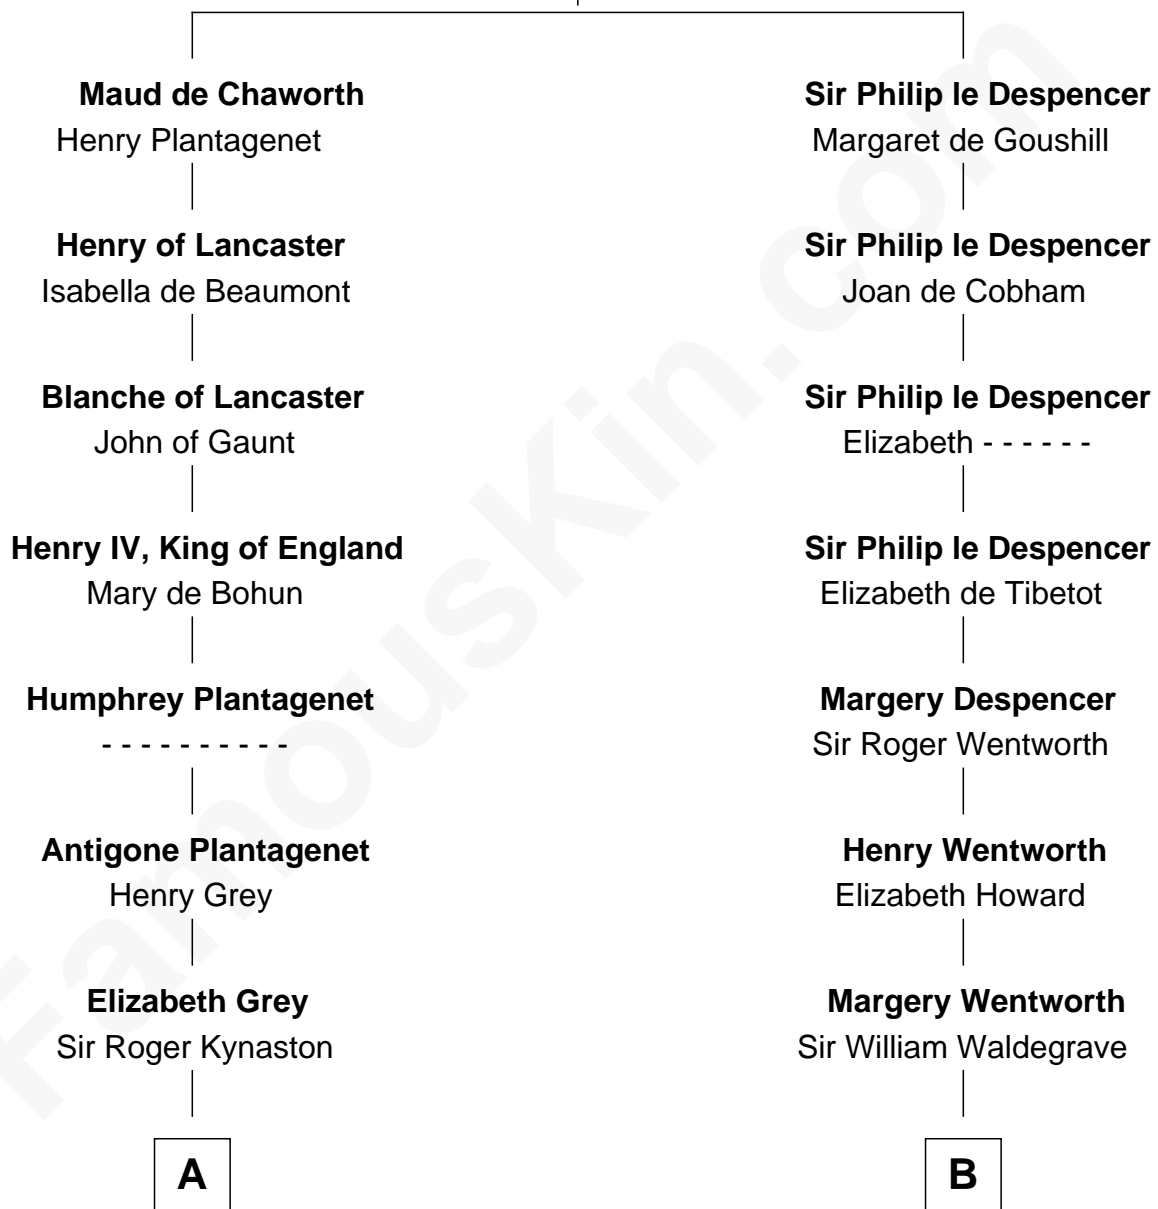 Maud de Chaworth
Henry Plantagenet
Henry of Lancaster
Isabella de Beaumont
Blanche of Lancaster
John of Gaunt
Henry IV, King of England
Mary de Bohun
Humphrey Plantagenet
- - - - - - - - - -
Antigone Plantagenet
Henry Grey
Elizabeth Grey
Sir Roger Kynaston
A
Sir Philip le Despencer
Margaret de Goushill
Sir Philip le Despencer
Joan de Cobham
Sir Philip le Despencer
Elizabeth - - - - - -
Sir Philip le Despencer
Elizabeth de Tibetot
Margery Despencer
Sir Roger Wentworth
Henry Wentworth
Elizabeth Howard
Margery Wentworth
Sir William Waldegrave
B
FamousKin.com